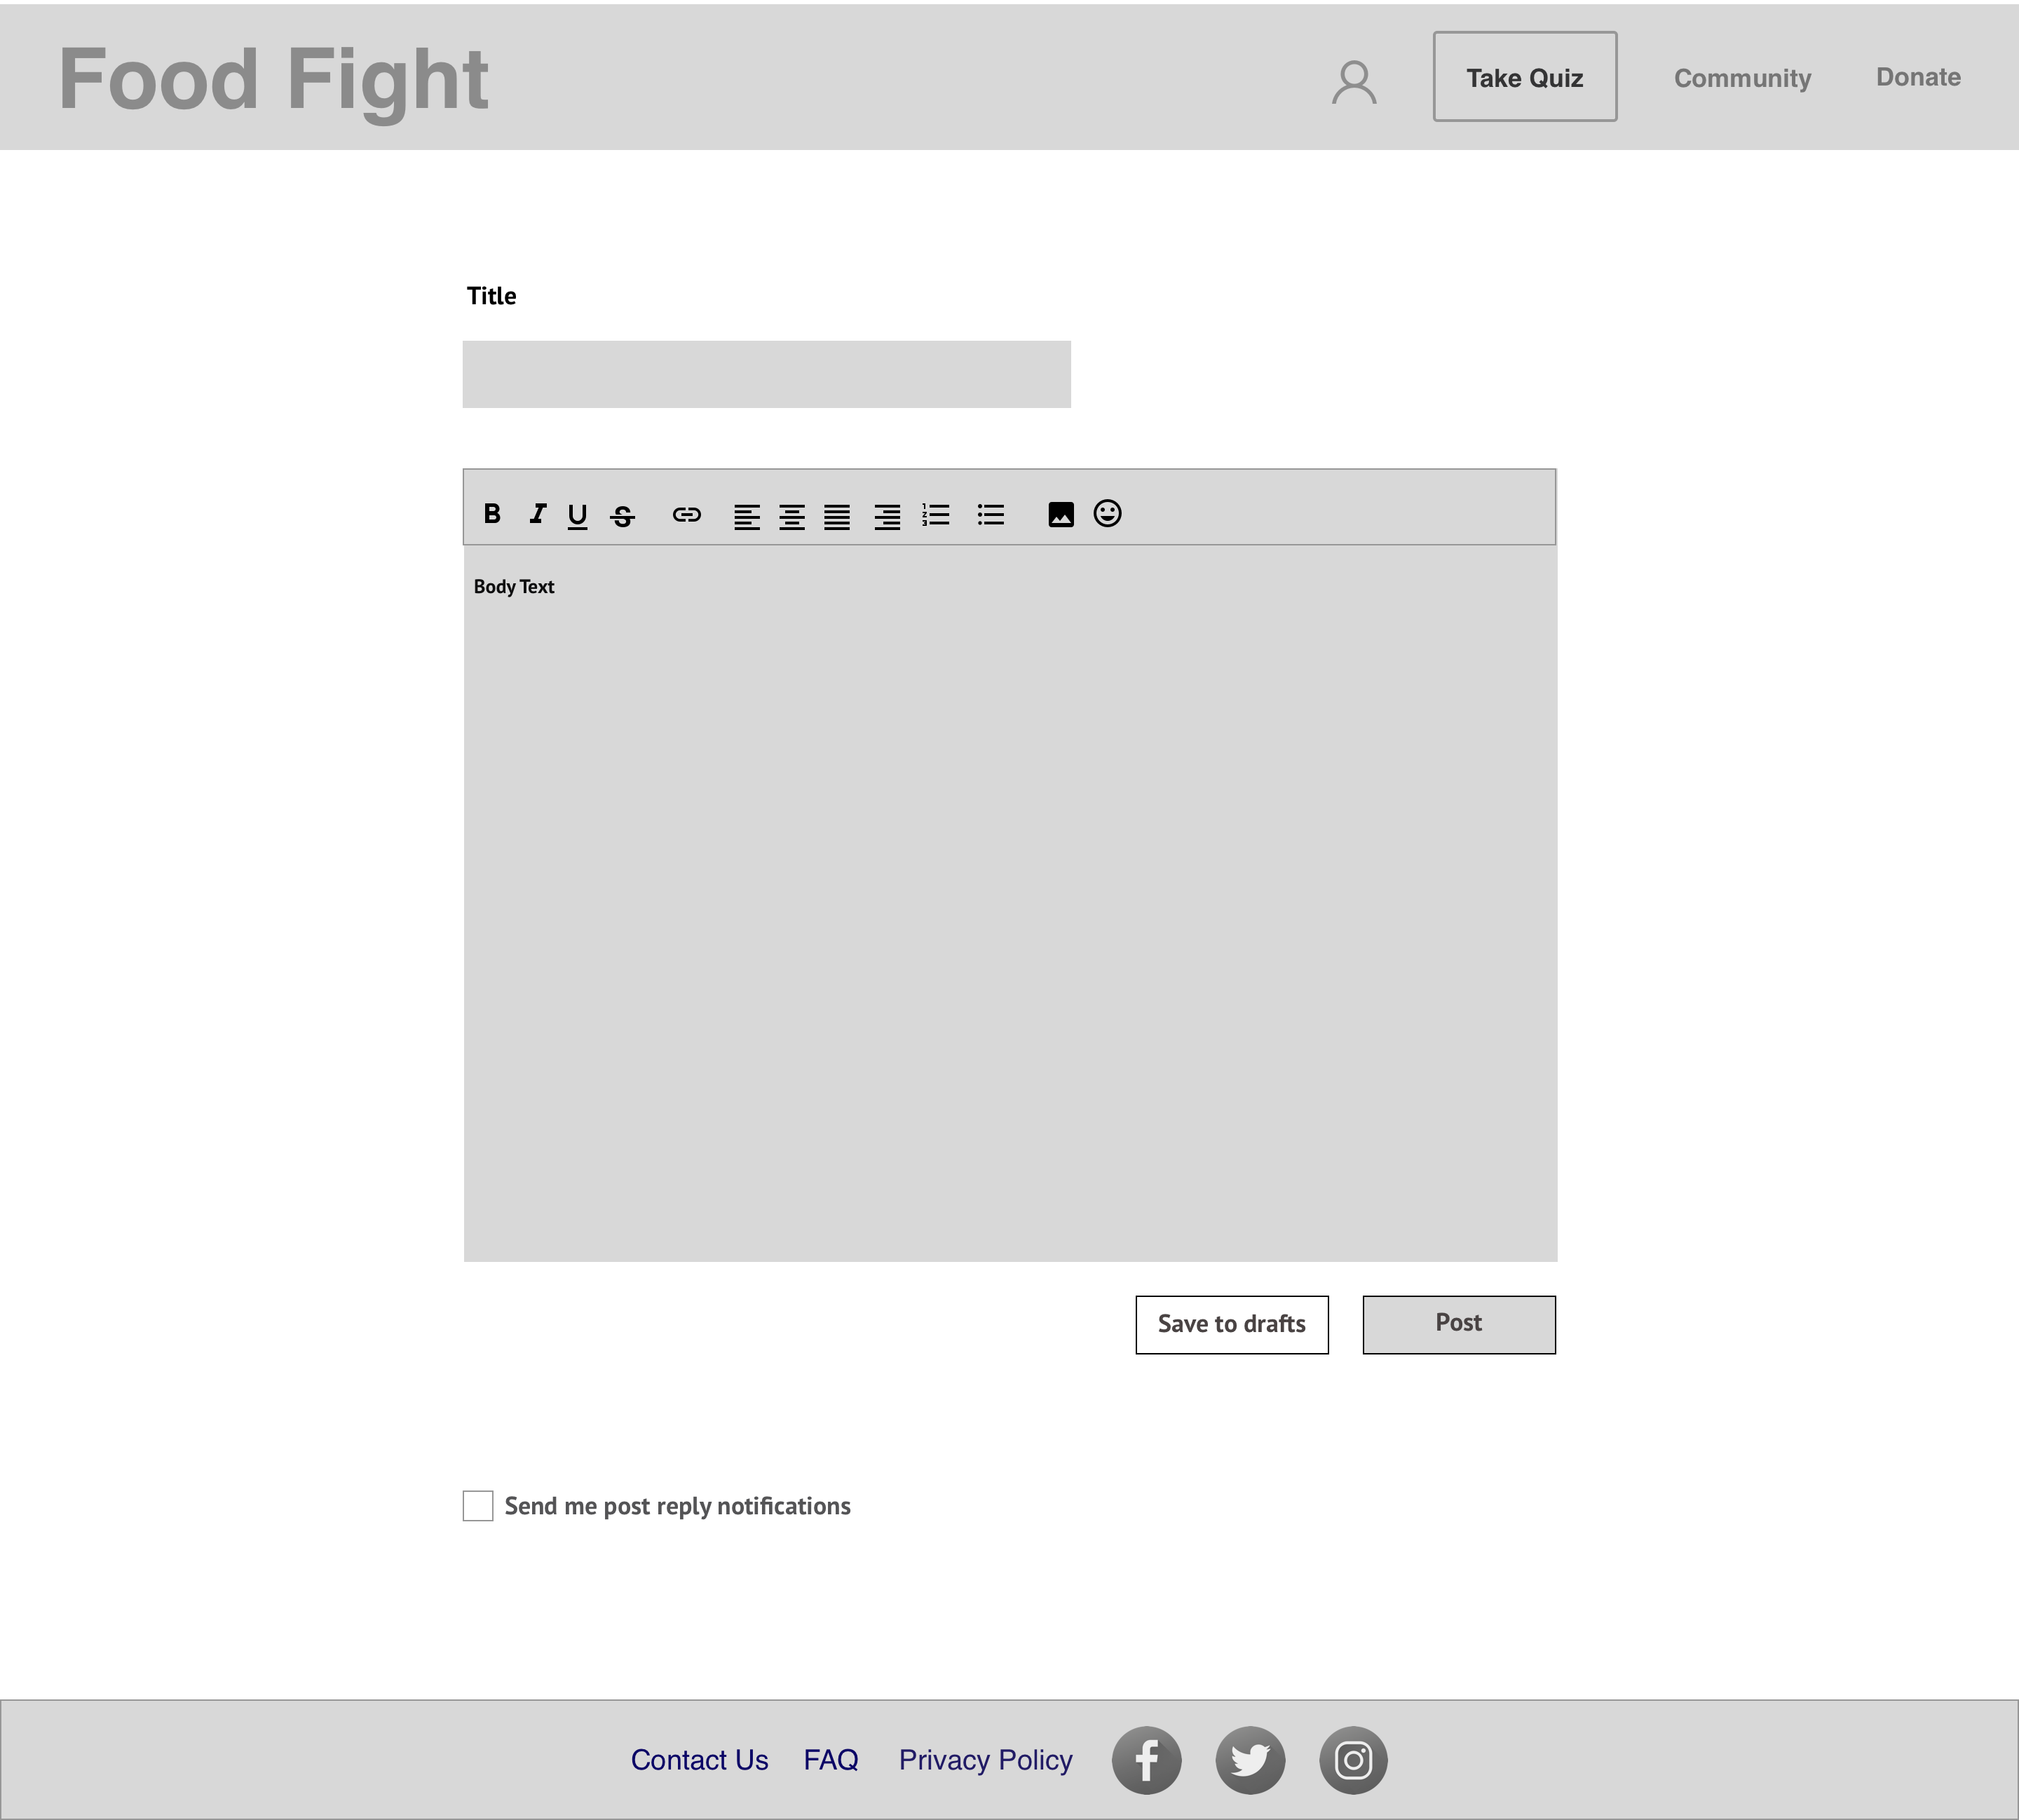 Food Fight
Take Quiz
Community
Donate
Title
B I U S
Body Text
Save to drafts
Post
Send me post reply notifications
Contact Us
FAQ
Privacy Policy